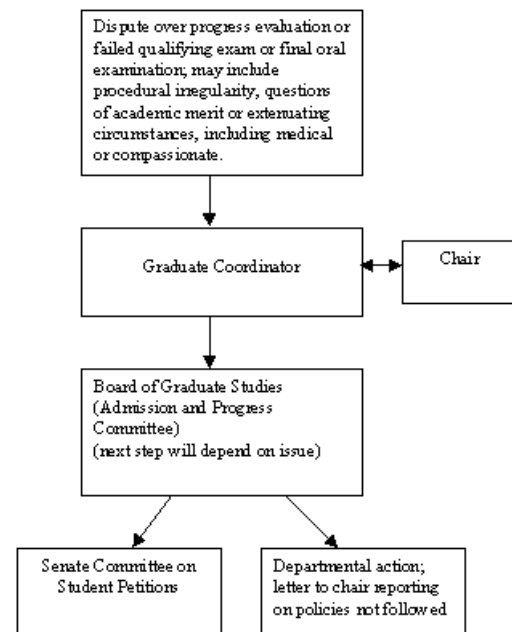 Dispute over progress evaluation or
failed qualifying exam or final oral
examination; may include
procedural irregularity, questions
of academic merit or extenuating
circumstances, including medical
or compassionate.
Graduate Coordinator
Chair
Board of Graduate Studies
(Admission and Progress
Committee)
(next step will depend on issue)
Senate Committee on
Student Petitions
Departmental action;
letter to chair reporting
on policies not followed